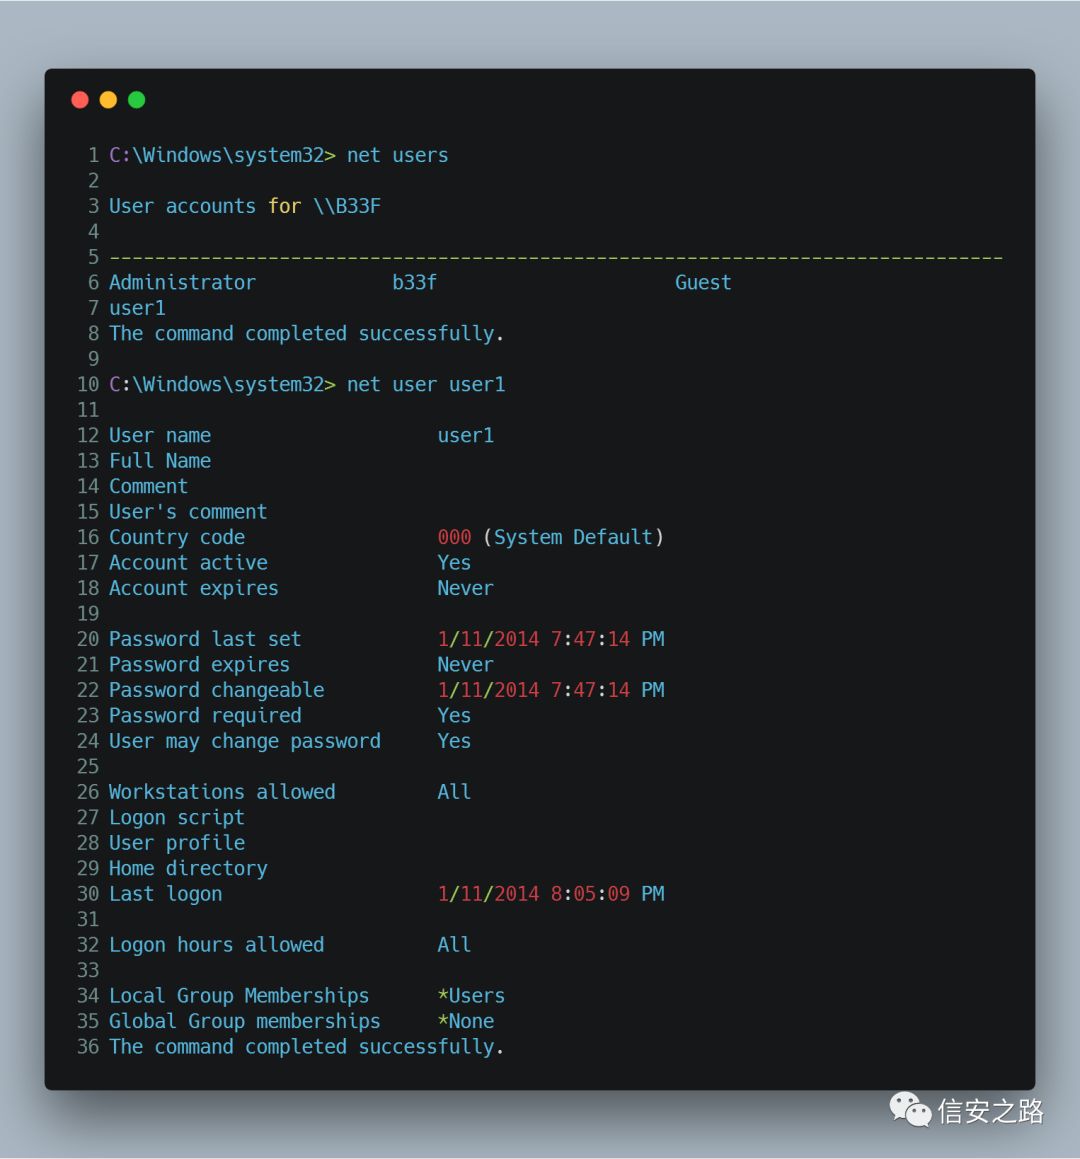 1 C:\Windows\system32> net users
2
3 User accounts for \\B33F
4
5 -------------------------------------------------------------------------------
6 Administrator            b33f                     Guest
7 user1
8 The command completed successfully.
9
10 C:\Windows\system32> net user user1
11
12 User name                    user1
13 Full Name
14 Comment
15 User's comment
16 Country code                 000 (System Default)
17 Account active               Yes
18 Account expires              Never
19
20 Password last set            1/11/2014 7:47:14 PM
21 Password expires             Never
22 Password changeable          1/11/2014 7:47:14 PM
23 Password required            Yes
24 User may change password     Yes
25
26 Workstations allowed         All
27 Logon script
28 User profile
29 Home directory
30 Last logon                   1/11/2014 8:05:09 PM
31
32 Logon hours allowed          All
33
34 Local Group Memberships      *Users
35 Global Group memberships     *None
36 The command completed successfully.
信安之路